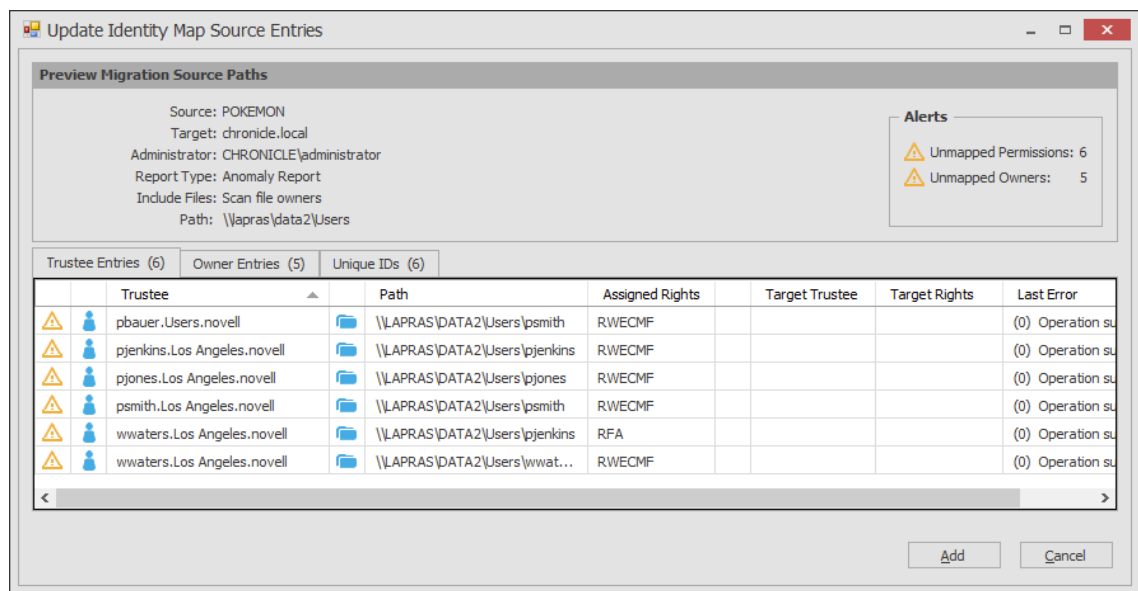 Update Identity Map Source Entries
Preview Migration Source Paths
Source: POKEMON
Target: chronicle.local
Administrator: CHRONICLE\administrator
Report Type: Anomaly Report
Include Files: Scan file owners
Path: \\lapras\data2\Users
Alerts
Unmapped Permissions: 6
Unmapped Owners: 5
Trustee Entries (6) Owner Entries (5) Unique IDs (6)
Trustee Path Assigned Rights Target Trustee Target Rights Last Error
pbauer.Users.novell \\LAPRAS\DATA2\Users\psmith RWECMF (0) Operation su
pjenkins.Los Angeles.novell \\LAPRAS\DATA2\Users\pjenkins RWECMF (0) Operation su
pjones.Los Angeles.novell \\LAPRAS\DATA2\Users\pjones RWECMF (0) Operation su
psmith.Los Angeles.novell \\LAPRAS\DATA2\Users\psmith RWECMF (0) Operation su
wwaters.Los Angeles.novell \\LAPRAS\DATA2\Users\pjenkins RFA (0) Operation su
wwaters.Los Angeles.novell \\LAPRAS\DATA2\Users\wwat... RWECMF (0) Operation su
Add Cancel